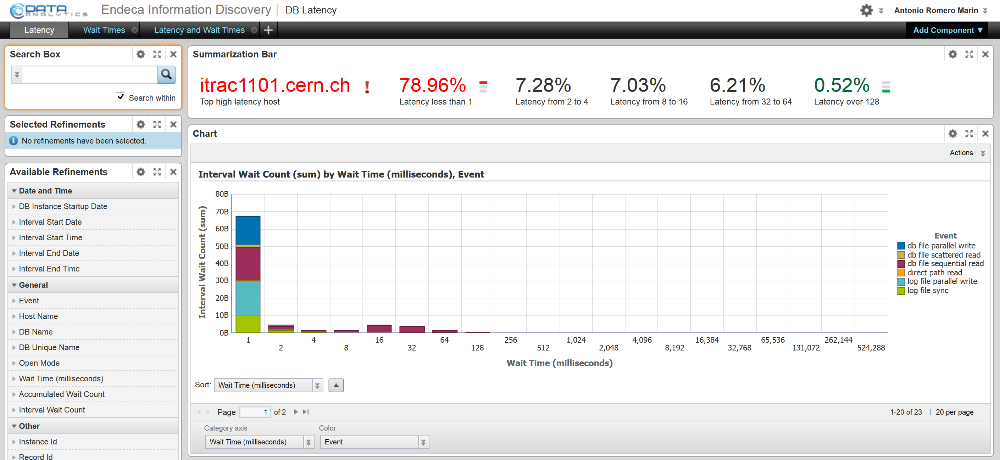 DATA ANALYTICS
Endeca Information Discovery
DB Latency
Antonio Romero Marin
Latency
Wait Times
Latency and Wait Times
Add Component
Search Box
Search within
Selected Refinements
No refinements have been selected.
Available Refinements
Date and Time
DB Instance Startup Date
Interval Start Date
Interval Start Time
Interval End Date
Interval End Time
General
Event
Host Name
DB Name
DB Unique Name
Open Mode
Wait Time (milliseconds)
Accumulated Wait Count
Interval Wait Count
Other
Instance Id
Record Id
Summarization Bar
itrac1101.cern.ch
Top high latency host
78.96%
Latency less than 1
7.28%
Latency from 2 to 4
7.03%
Latency from 8 to 16
6.21%
Latency from 32 to 64
0.52%
Latency over 128
Chart
Actions
Interval Wait Count (sum) by Wait Time (milliseconds), Event
Interval Wait Count (sum)
80B
70B
60B
50B
40B
30B
20B
10B
0B
1
2
4
8
16
32
64
128
256
512
1,024
2,048
4,096
8,192
16,384
32,768
65,536
131,072
262,144
524,288
Wait Time (milliseconds)
Event
db file parallel write
db file scattered read
db file sequential read
direct path read
log file parallel write
log file sync
Sort: Wait Time (milliseconds)
Page 1 of 2
1-20 of 23 | 20 per page
Category axis
Wait Time (milliseconds)
Color
Event